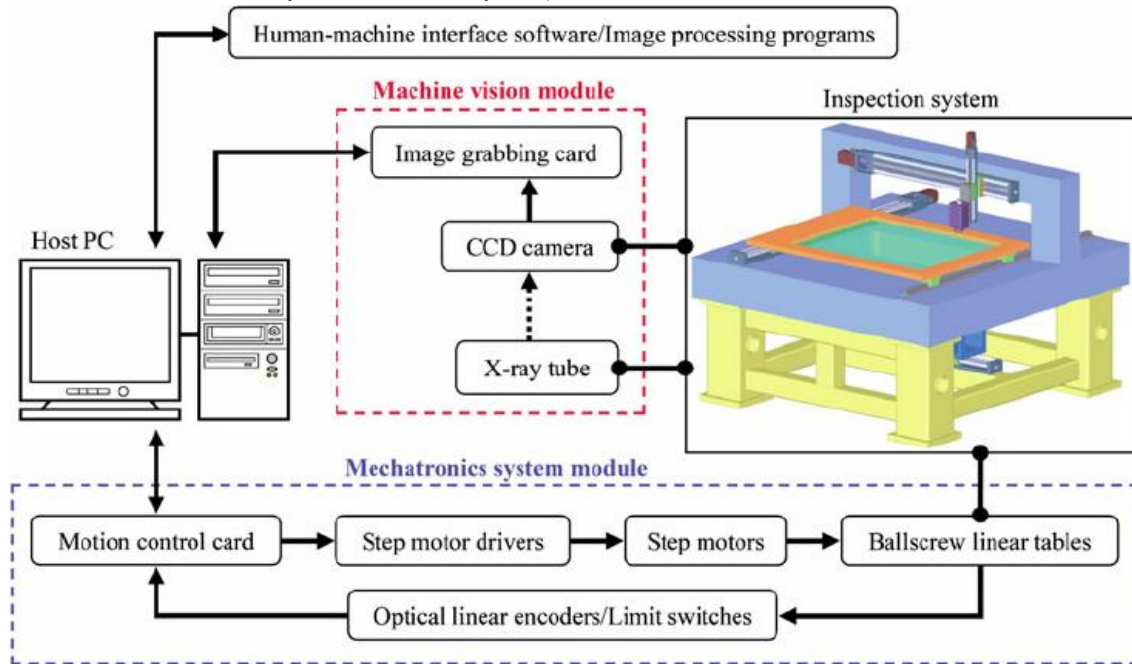 Human-machine interface software/Image processing programs
Machine vision module
Inspection system
Image grabbing card
Host PC
CCD camera
X-ray tube
Mechatronics system module
Motion control card
Step motor drivers
Step motors
Ballscrew linear tables
Optical linear encoders/Limit switches